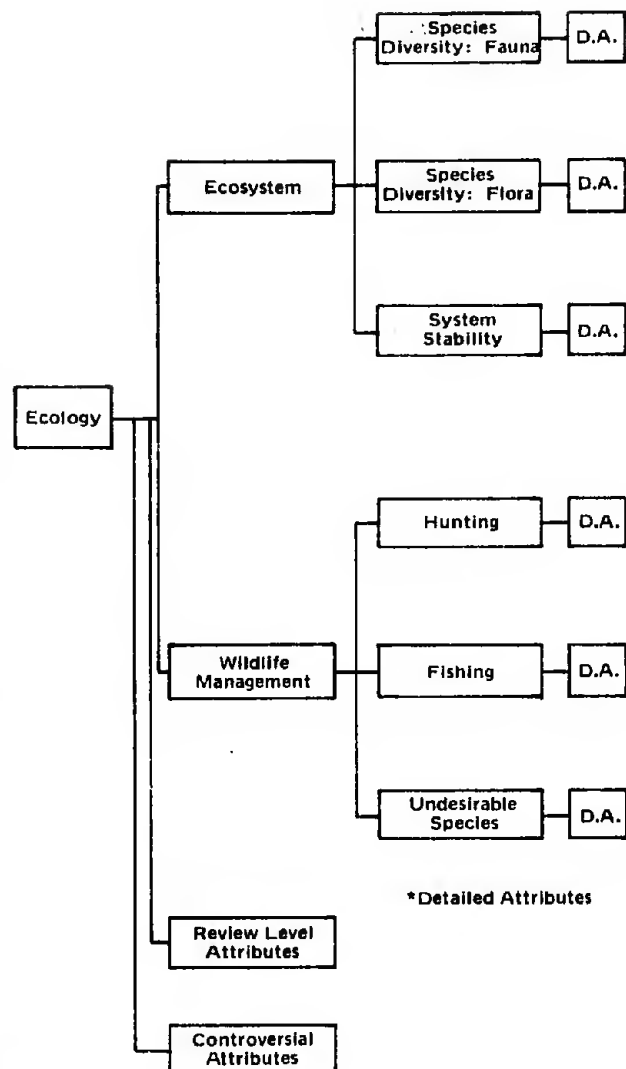 Species
Diversity: Fauna
D.A.
Ecosystem
Species
Diversity: Flora
D.A.
System
Stability
D.A.
Ecology
Hunting
D.A.
Wildlife
Management
Fishing
D.A.
Undesirable
Species
D.A.
*Detailed Attributes
Review Level
Attributes
Controversial
Attributes